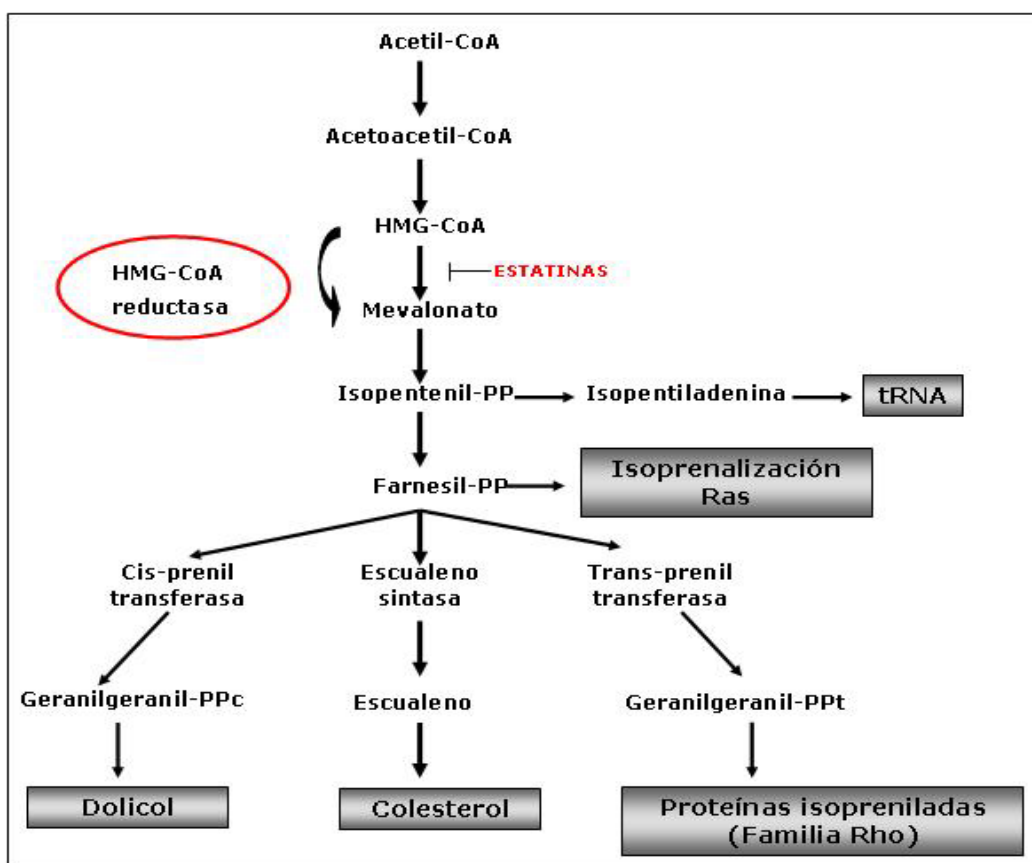 Acetil-CoA
Acetoacetil-CoA
HMG-CoA
HMG-CoA
reductasa
ESTATINAS
Mevalonato
Isopentenil-PP
Isopentiladenina
tRNA
Farnesil-PP
Isoprenalización
Ras
Cis-prenil
transferasa
Escualeno
sintasa
Trans-prenil
transferasa
Geranilgeranil-PPc
Escualeno
Geranilgeranil-PPt
Dolicol
Colesterol
Proteínas isopreniladas
(Familia Rho)